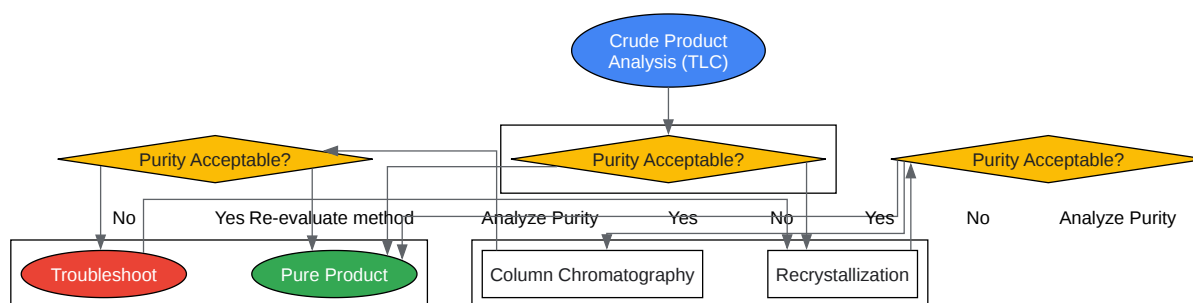 Crude Product
Analysis (TLC)
Purity Acceptable?
Purity Acceptable?
Purity Acceptable?
No
Yes
Re-evaluate method
Analyze Purity
Yes
No
Yes
No
Analyze Purity
Troubleshoot
Pure Product
Column Chromatography
Recrystallization